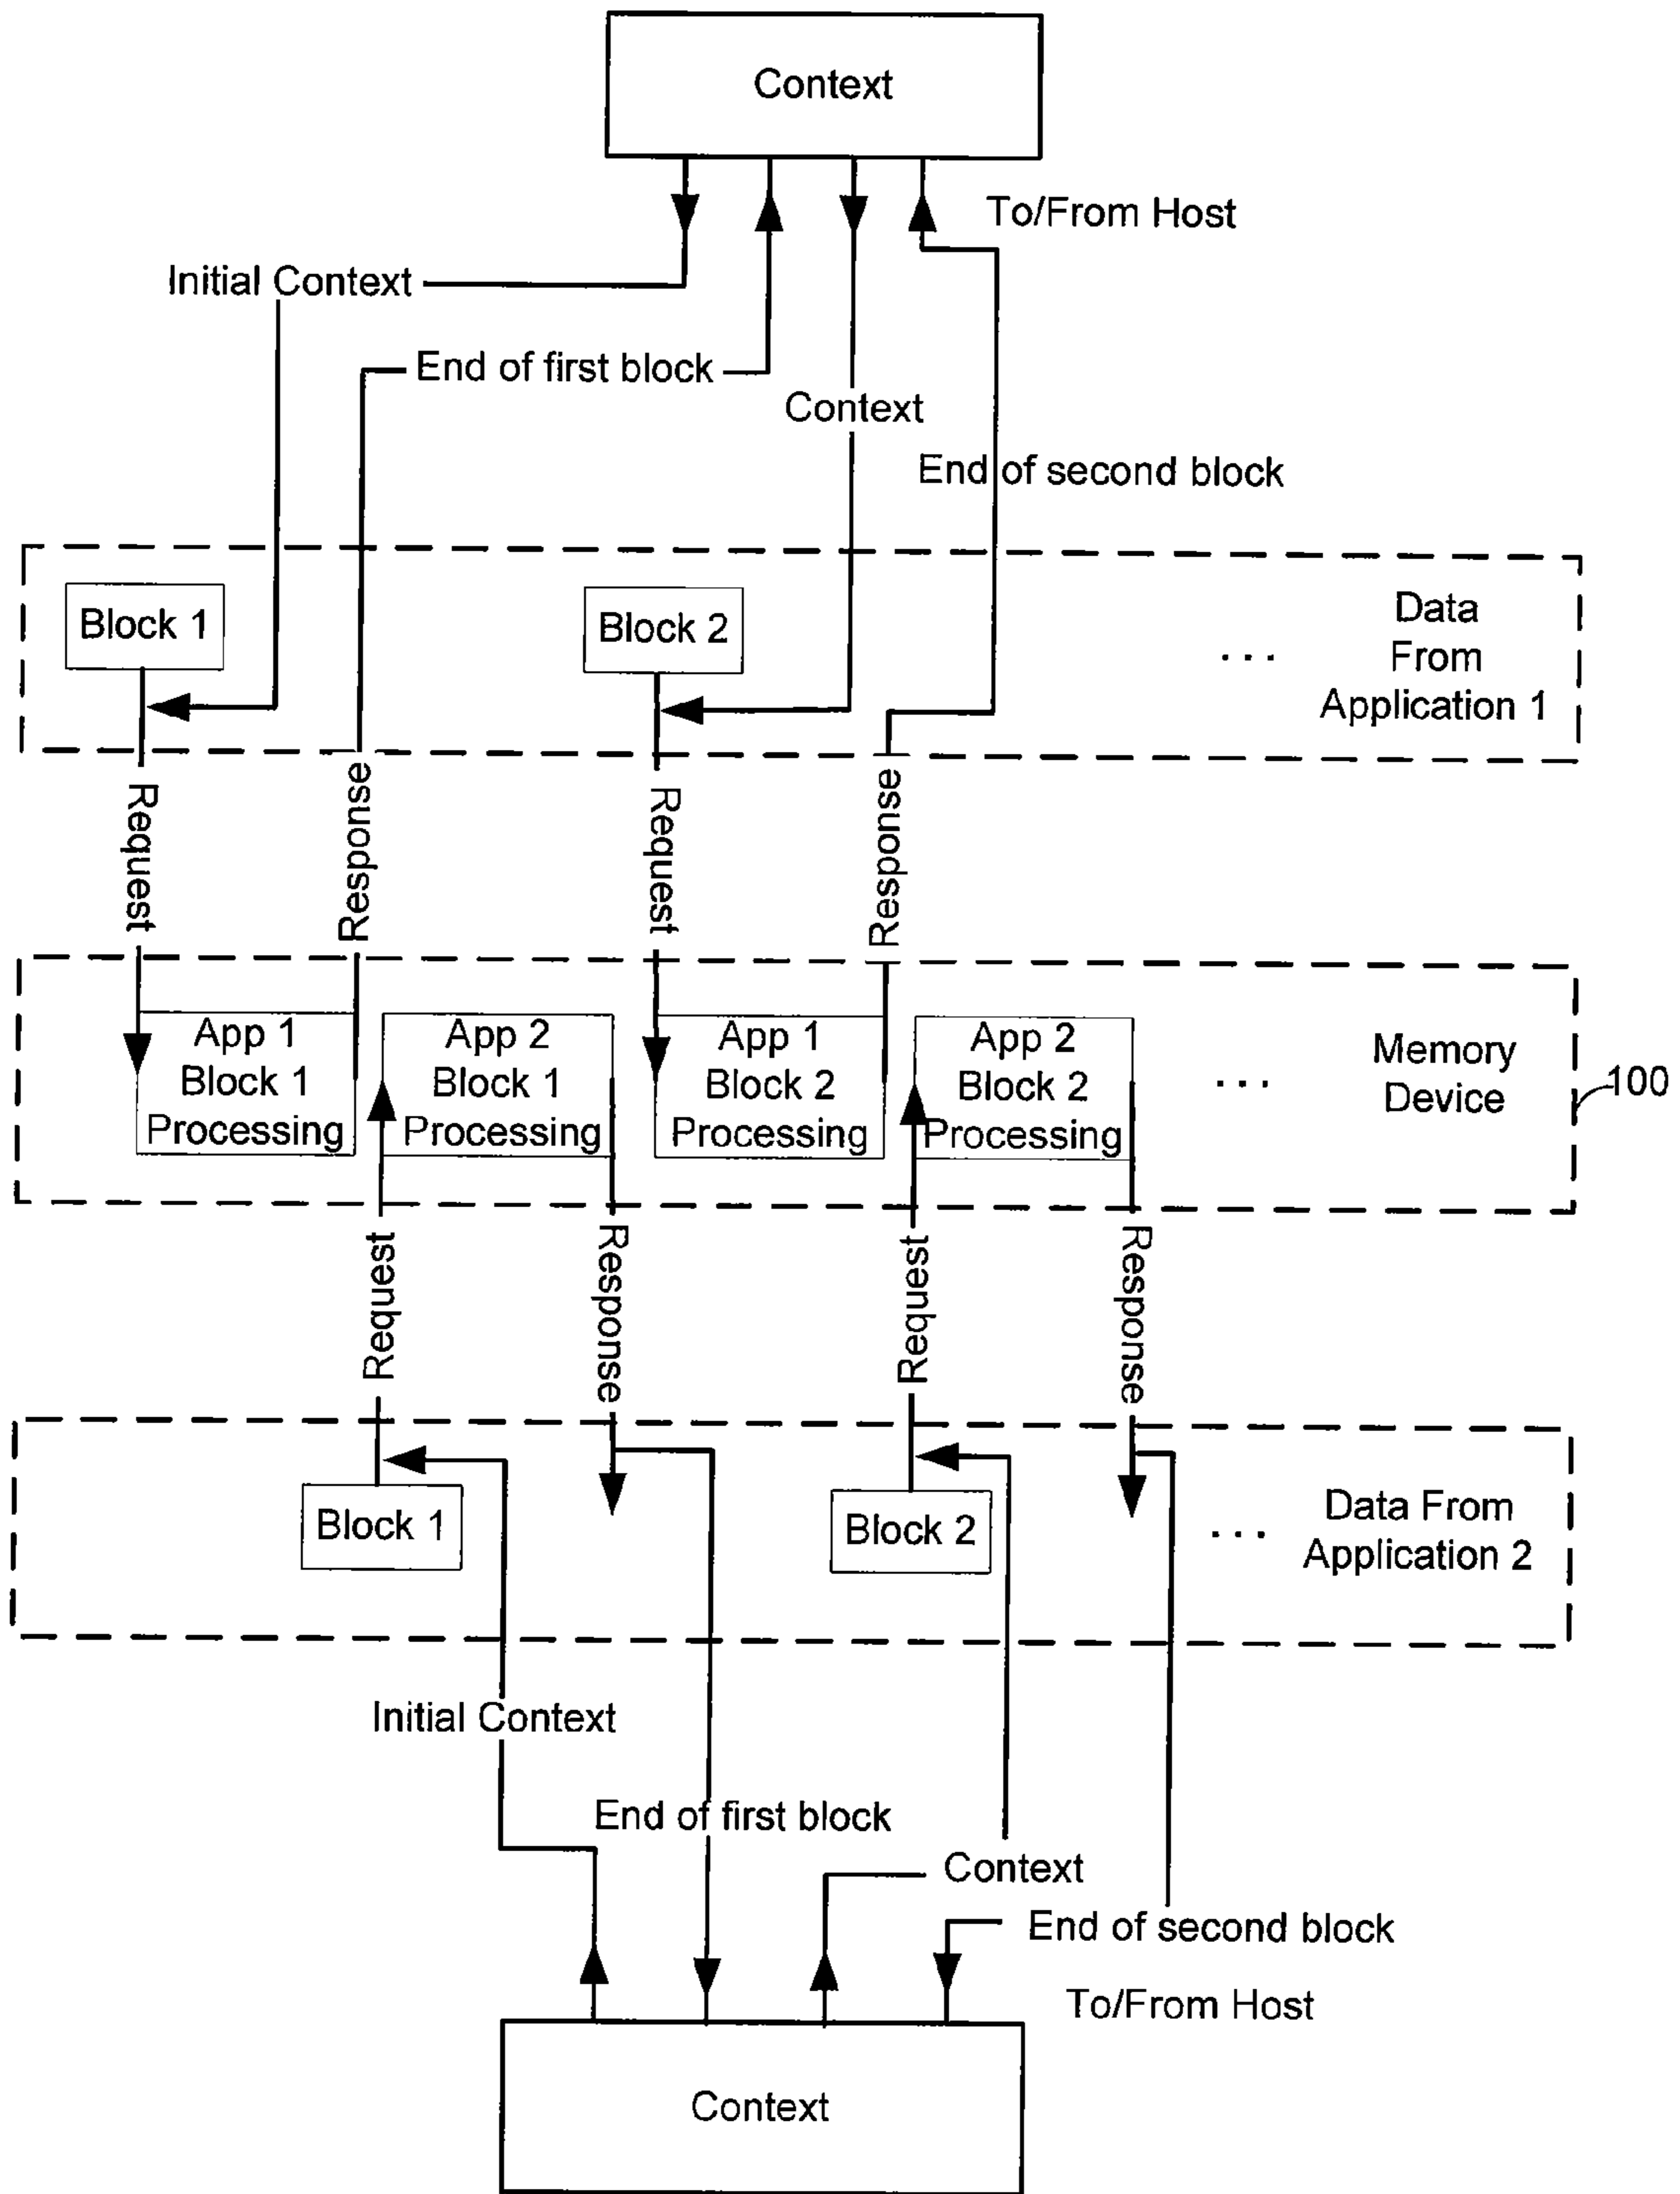 Context
To/From Host
Initial Context
End of first block
Context
End of second block
Block 1
Block 2
...
Data
From
Application 1
Request
Response
Request
Response
App 1
Block 1
Processing
App 2
Block 1
Processing
App 1
Block 2
Processing
App 2
Block 2
Processing
...
Memory
Device
100
Request
Response
Request
Response
Block 1
Block 2
...
Data From
Application 2
Initial Context
End of first block
Context
End of second block
To/From Host
Context